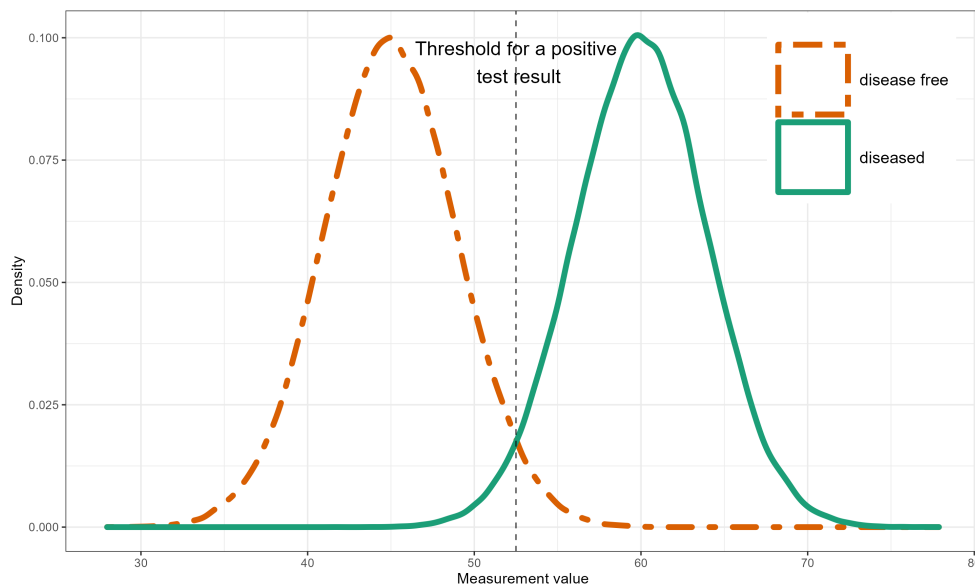 0.100
0.075
0.050
0.025
0.000
Density
Threshold for a positive
test result
disease free
diseased
30
40
50
60
70
Measurement value